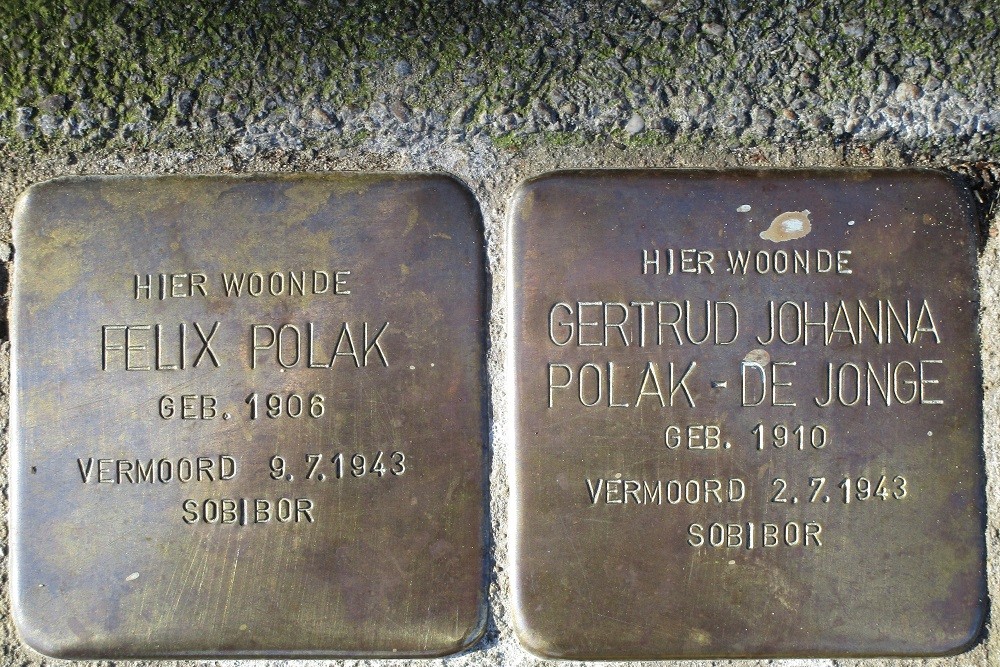 HIER WOONDE
FELIX POLAK
GEB. 1906
VERMOORD 9.7.1943
SOBIBOR
HIER WOONDE
GERTRUD JOHANNA
POLAK - DE JONGE
GEB. 1910
VERMOORD 2.7.1943
SOBIBOR